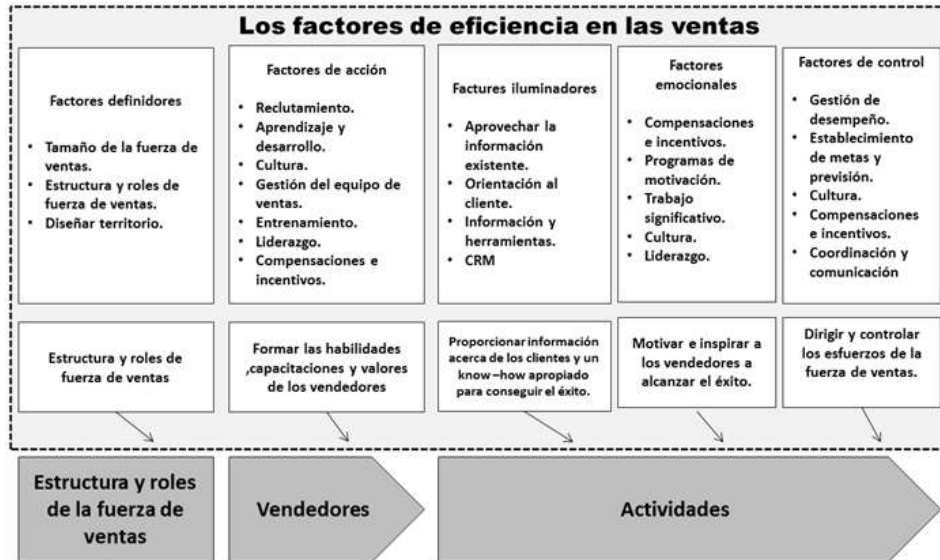 Los factores de eficiencia en las ventas
Factores definidores
• Tamaño de la fuerza de
ventas.
• Estructura y roles de
fuerza de ventas.
• Diseñar territorio.
Factores de acción
• Reclutamiento.
• Aprendizaje y
desarrollo.
• Cultura.
• Gestión del equipo de
ventas.
• Entrenamiento.
• Liderazgo.
• Compensaciones e
incentivos.
Factures iluminadores
• Aprovechar la
información
existente.
• Orientación al
cliente.
• Información y
herramientas.
• CRM
Factores
emocionales
• Compensaciones
e incentivos.
• Programas de
motivación.
• Trabajo
significativo.
• Cultura.
• Liderazgo.
Factores de control
• Gestión de
desempeño.
• Establecimiento
de metas y
previsión.
• Cultura.
• Compensaciones
e incentivos.
• Coordinación y
comunicación
Estructura y roles de
fuerza de ventas
Formar las habilidades
,capacitaciones y valores
de los vendedores
Proporcionar información
acerca de los clientes y un
know –how apropiado
para conseguir el éxito.
Motivar e inspirar a
los vendedores a
alcanzar el éxito.
Dirigir y controlar
los esfuerzos de la
fuerza de ventas.
Estructura y roles
de la fuerza de
ventas
Vendedores
Actividades